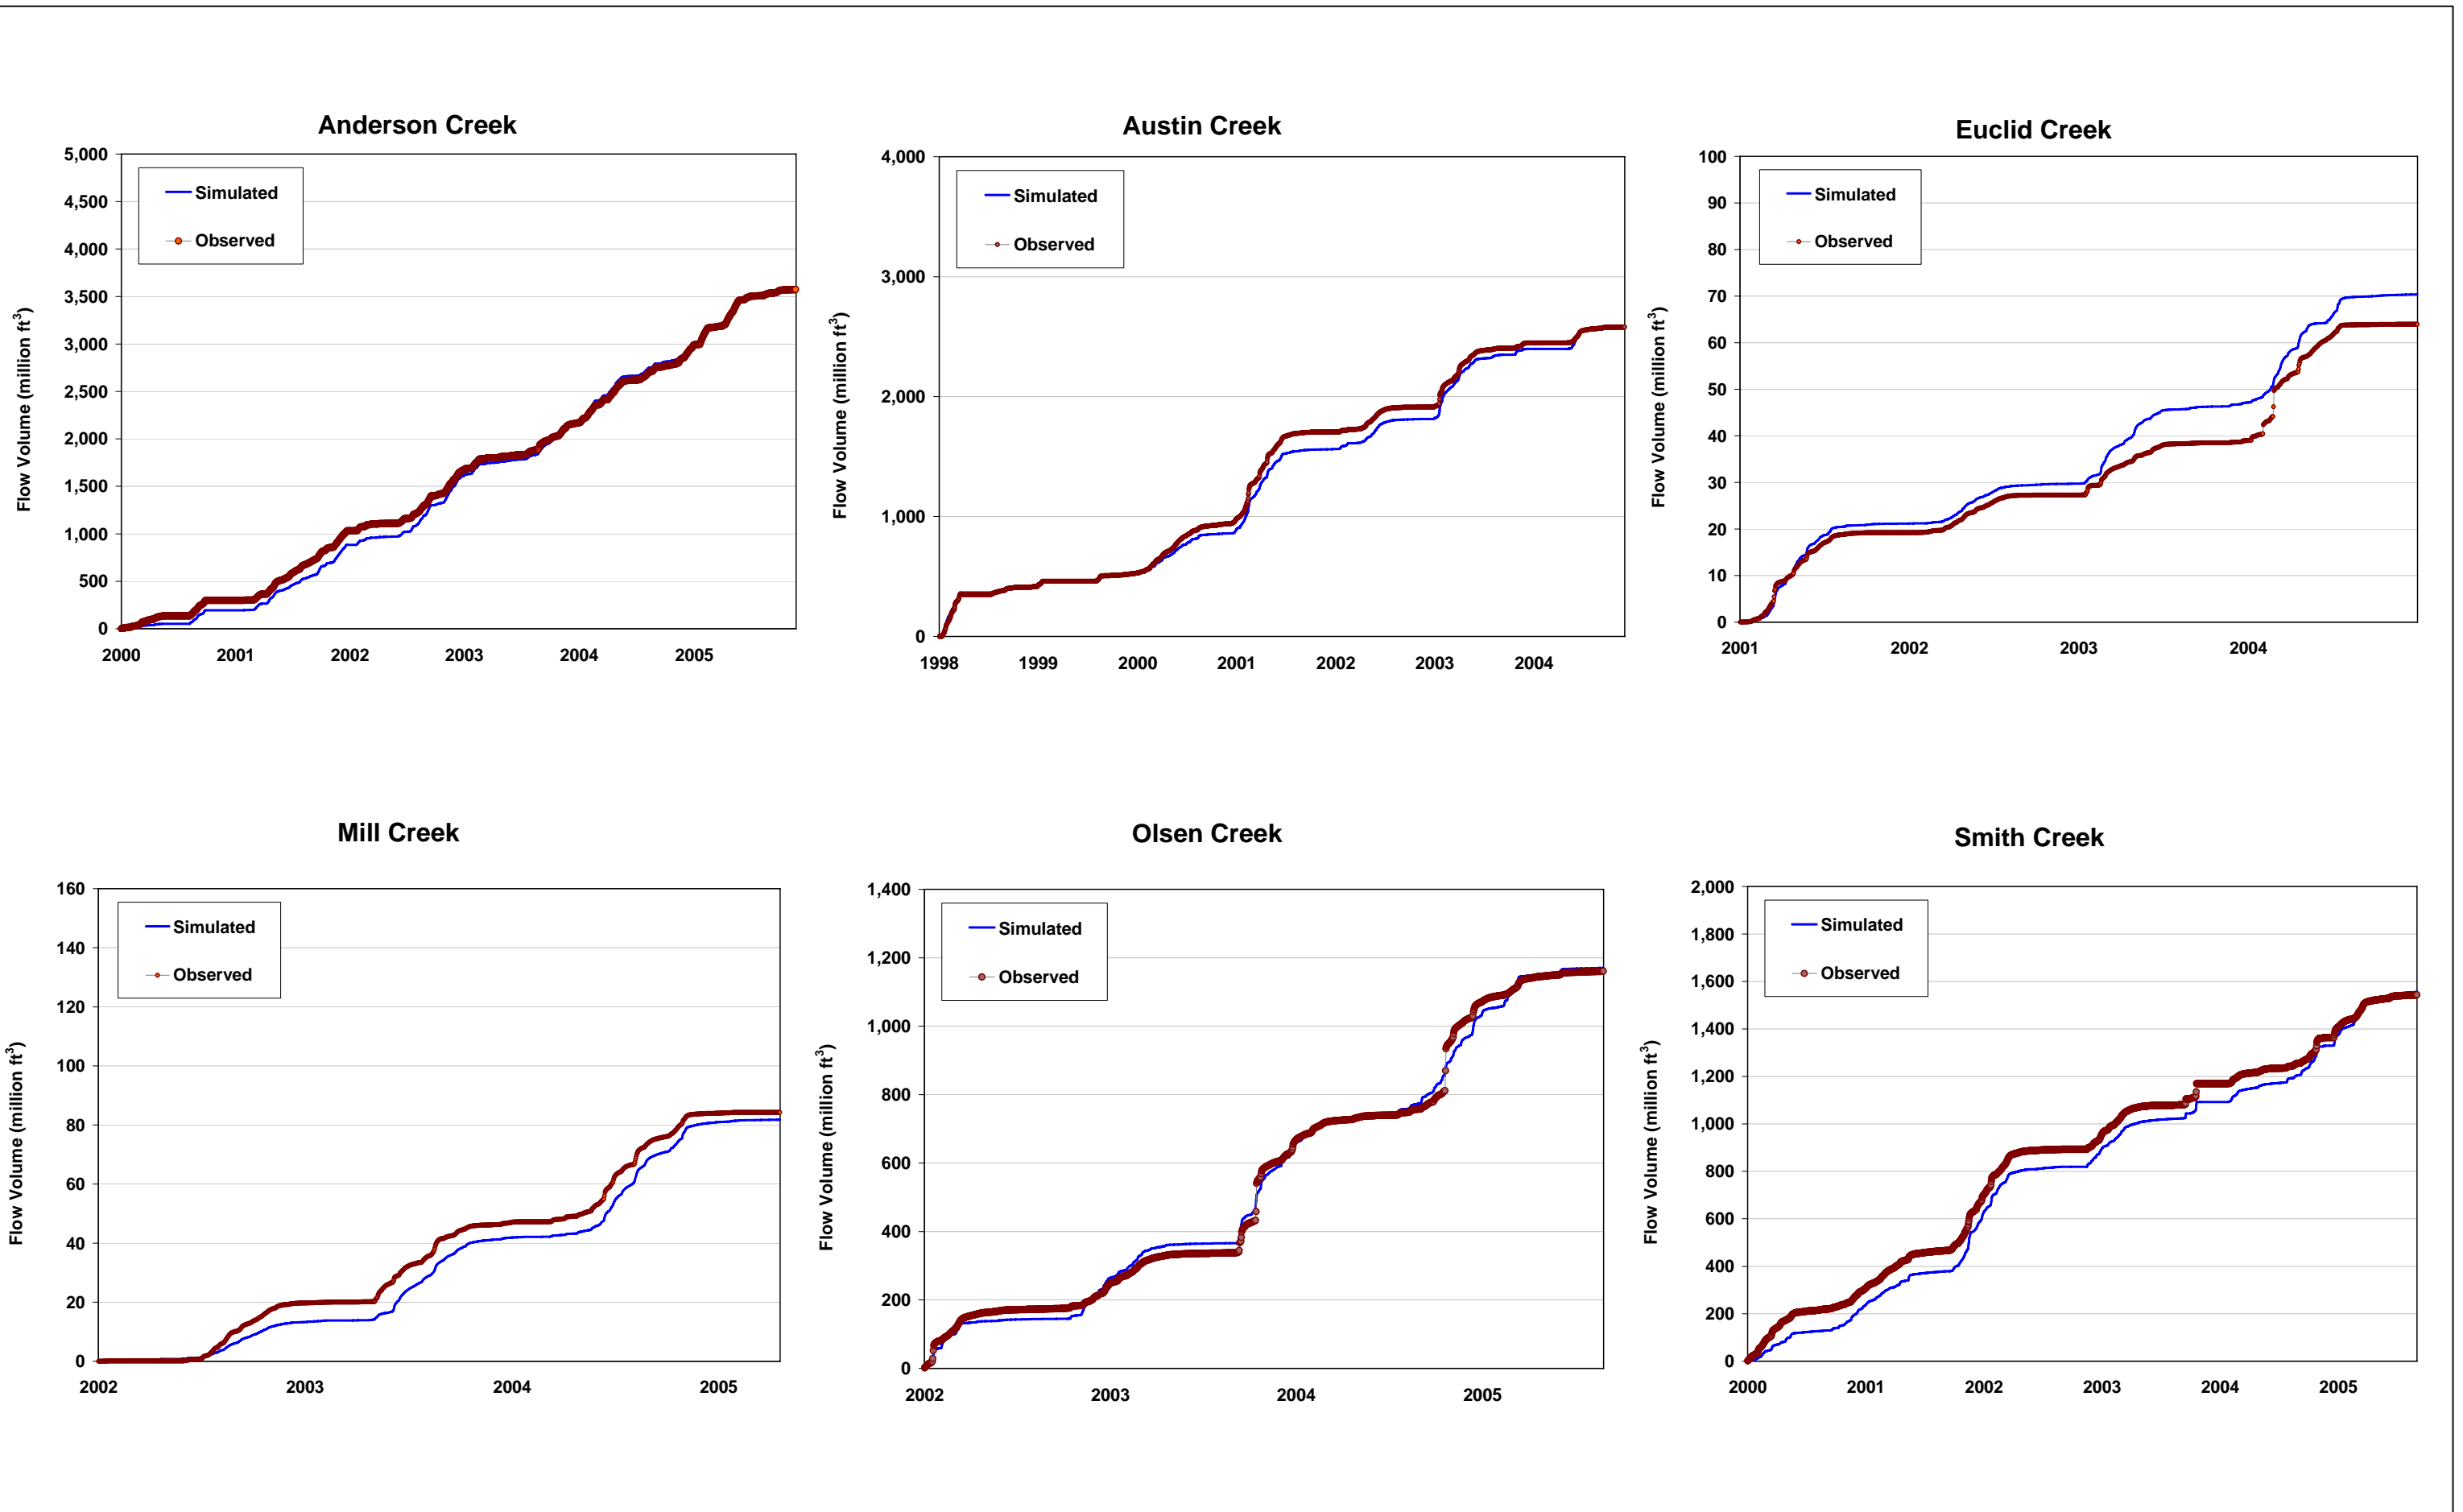 Anderson Creek
Flow Volume (million ft³)
5,000
4,500
4,000
3,500
3,000
2,500
2,000
1,500
1,000
500
0
Simulated
Observed
2000 2001 2002 2003 2004 2005
Austin Creek
Flow Volume (million ft³)
4,000
3,000
2,000
1,000
0
Simulated
Observed
1998 1999 2000 2001 2002 2003 2004
Euclid Creek
Flow Volume (million ft³)
100
90
80
70
60
50
40
30
20
10
0
Simulated
Observed
2001 2002 2003 2004
Mill Creek
Flow Volume (million ft³)
160
140
120
100
80
60
40
20
0
Simulated
Observed
2002 2003 2004 2005
Olsen Creek
Flow Volume (million ft³)
1,400
1,200
1,000
800
600
400
200
0
Simulated
Observed
2002 2003 2004 2005
Smith Creek
Flow Volume (million ft³)
2,000
1,800
1,600
1,400
1,200
1,000
800
600
400
200
0
Simulated
Observed
2000 2001 2002 2003 2004 2005